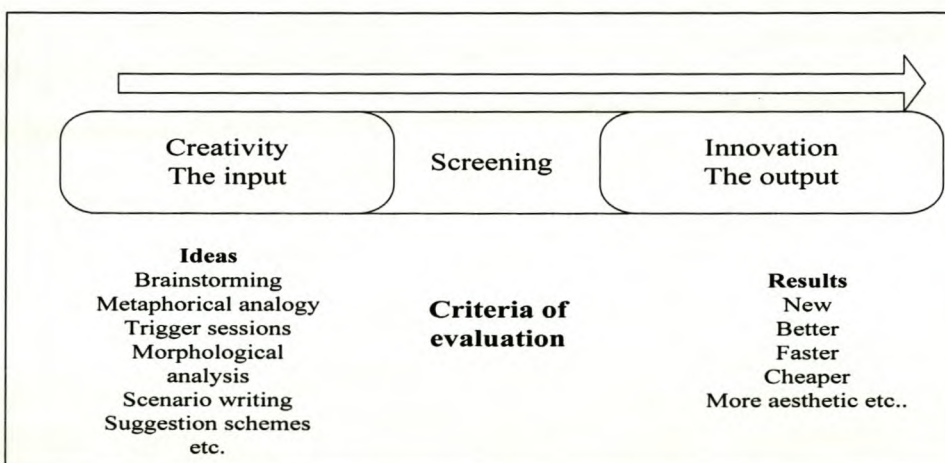 Creativity
The input
Screening
Innovation
The output
Ideas
Brainstorming
Metaphorical analogy
Trigger sessions
Morphological
analysis
Scenario writing
Suggestion schemes
etc.
Criteria of
evaluation
Results
New
Better
Faster
Cheaper
More aesthetic etc..